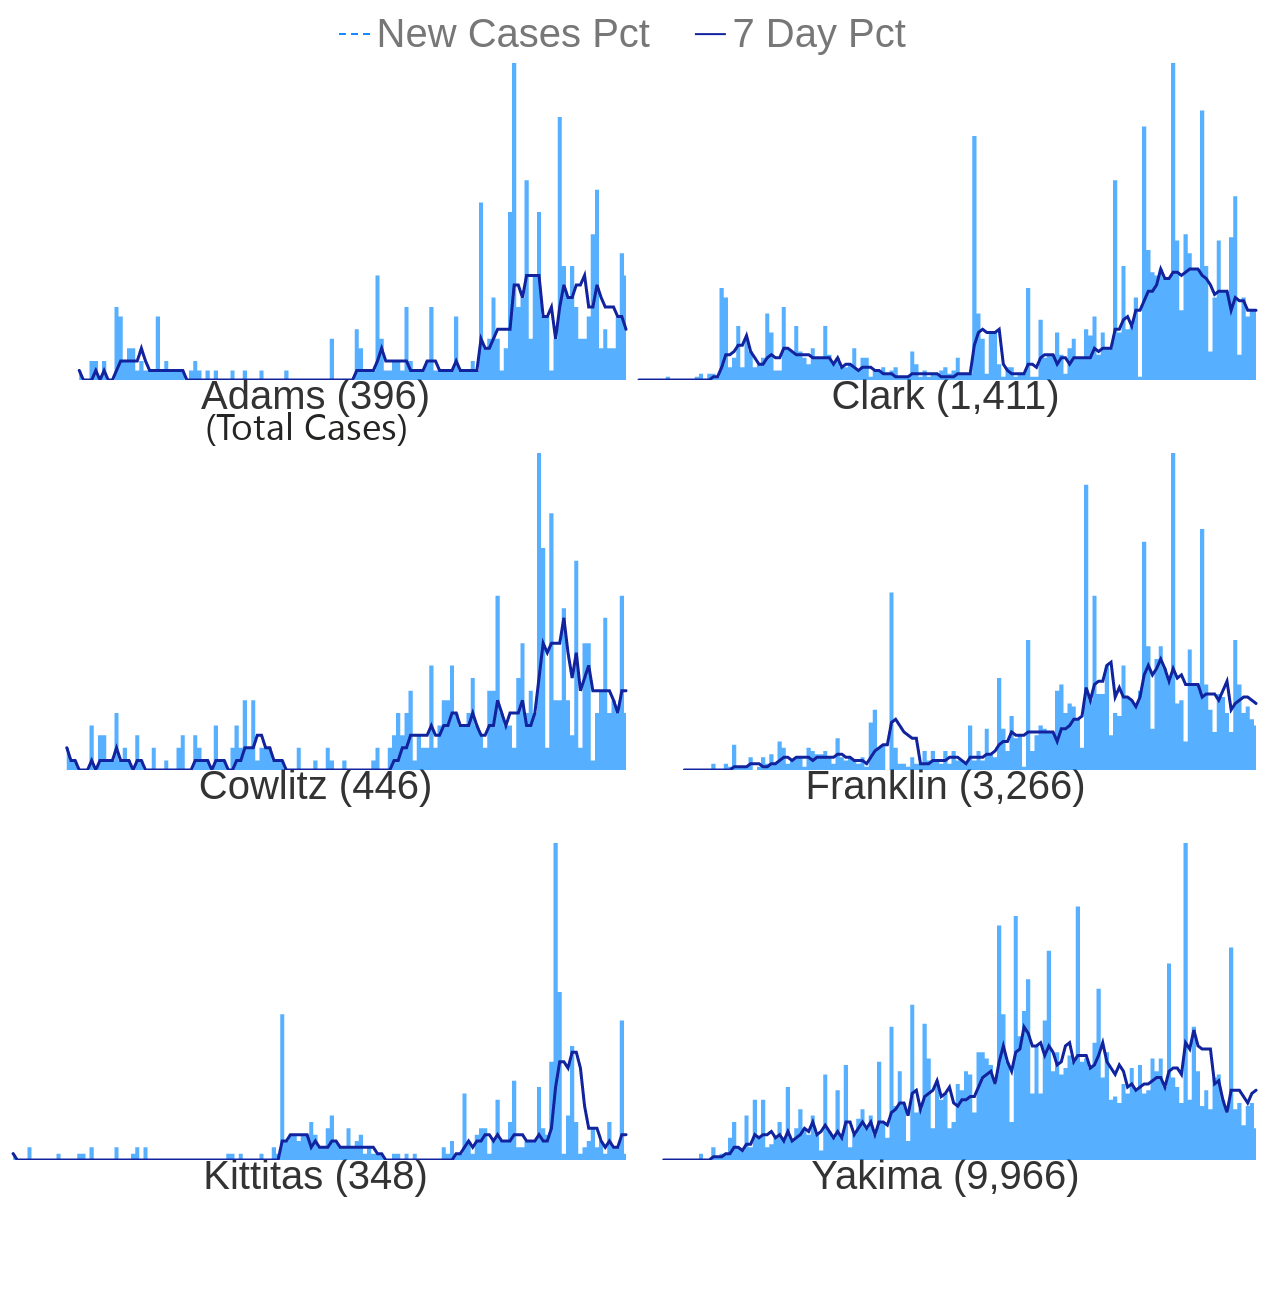 New Cases Pct 7 Day Pct
Adams (396) Clark (1,411)
(Total Cases)
Cowlitz (446) Franklin (3,266)
Kittitas (348) Yakima (9,966)